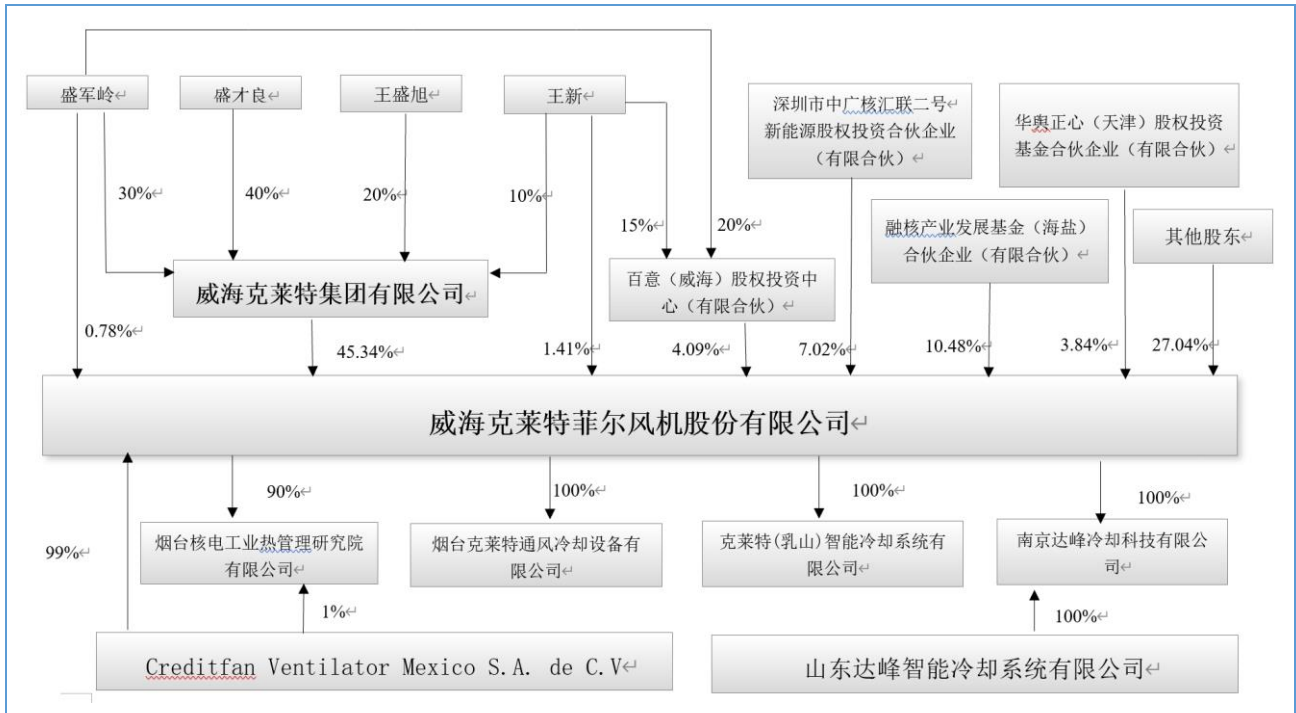 盛军岭
盛才良
王盛旭
王新
深圳市中广核汇联二号
新能源股权投资合伙企业
（有限合伙）
华舆正心（天津）股权投资
基金合伙企业（有限合伙）
30%
40%
20%
10%
15%
20%
融核产业发展基金（海盐）
合伙企业（有限合伙）
其他股东
威海克莱特集团有限公司
百意（威海）股权投资中
心（有限合伙）
0.78%
45.34%
1.41%
4.09%
7.02%
10.48%
3.84%
27.04%
威海克莱特菲尔风机股份有限公司
90%
100%
100%
100%
99%
烟台核电工业热管理研究院
有限公司
烟台克莱特通风冷却设备有
限公司
克莱特(乳山)智能冷却系统有
限公司
南京达峰冷却科技有限公
司
1%
100%
Creditfan Ventilator Mexico S.A. de C.V
山东达峰智能冷却系统有限公司